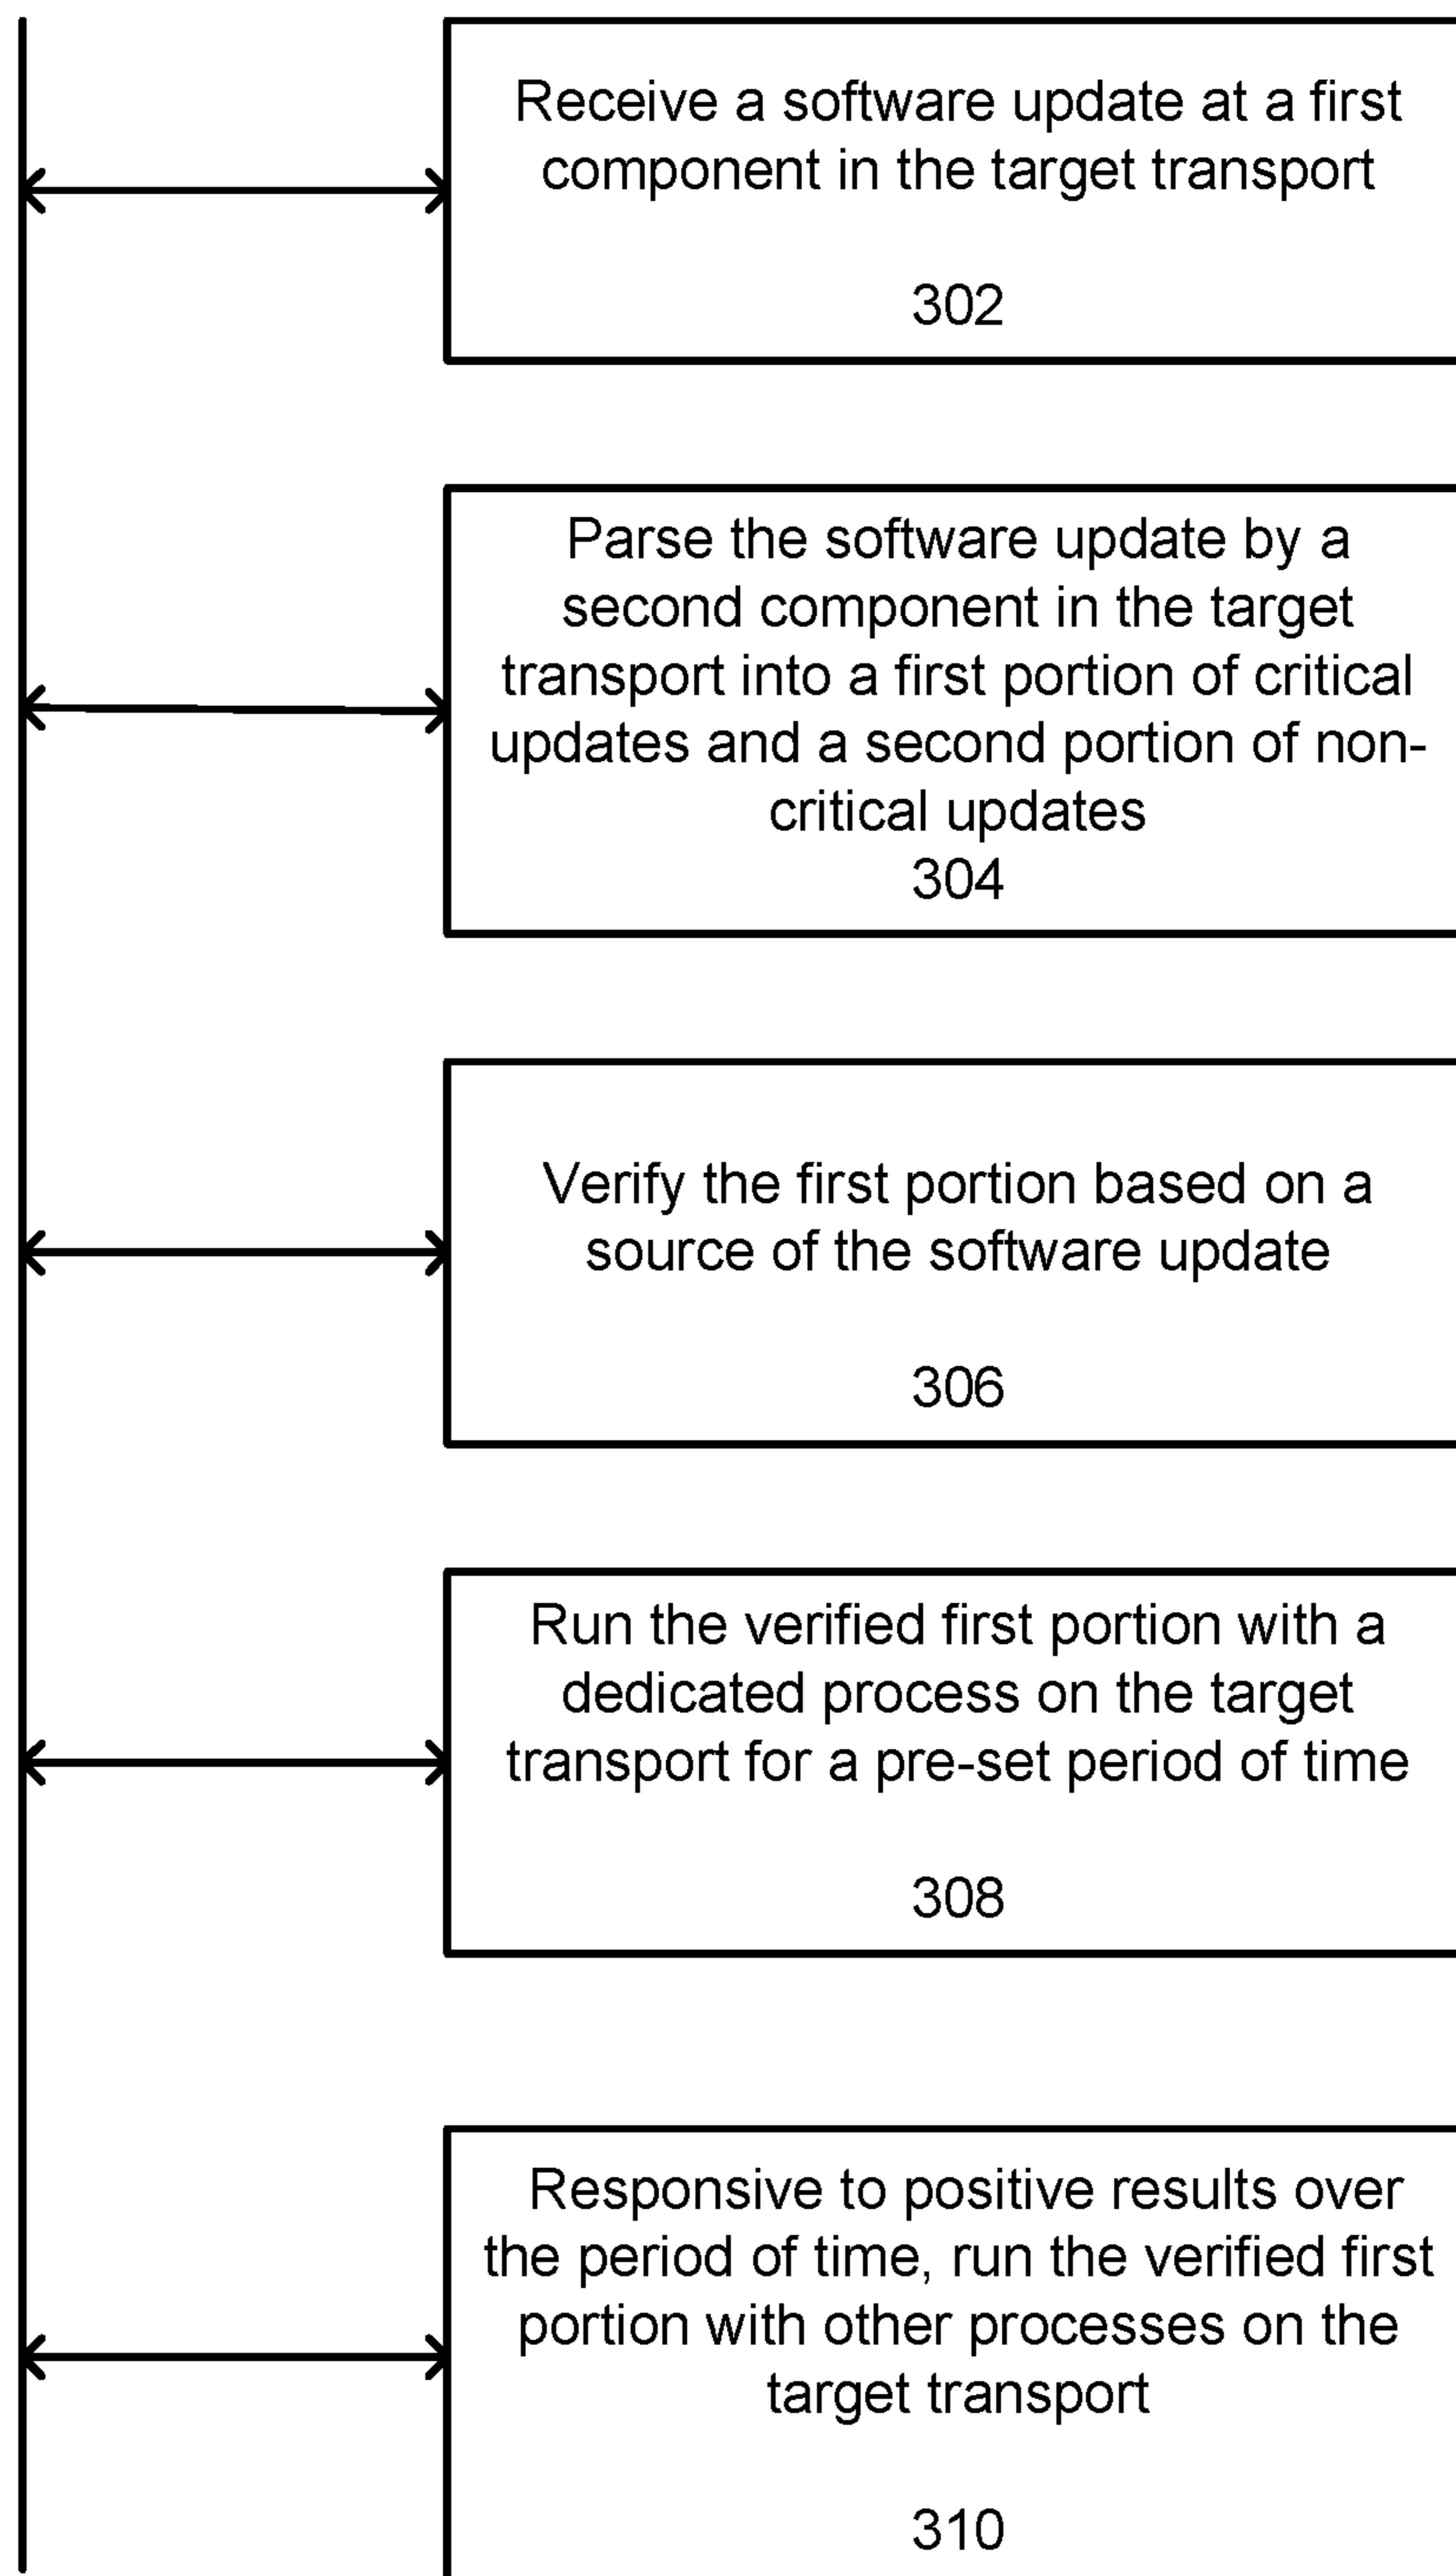 Receive a software update at a first
component in the target transport
302
Parse the software update by a
second component in the target
transport into a first portion of critical
updates and a second portion of non-
critical updates
304
Verify the first portion based on a
source of the software update
306
Run the verified first portion with a
dedicated process on the target
transport for a pre-set period of time
308
Responsive to positive results over
the period of time, run the verified first
portion with other processes on the
target transport
310